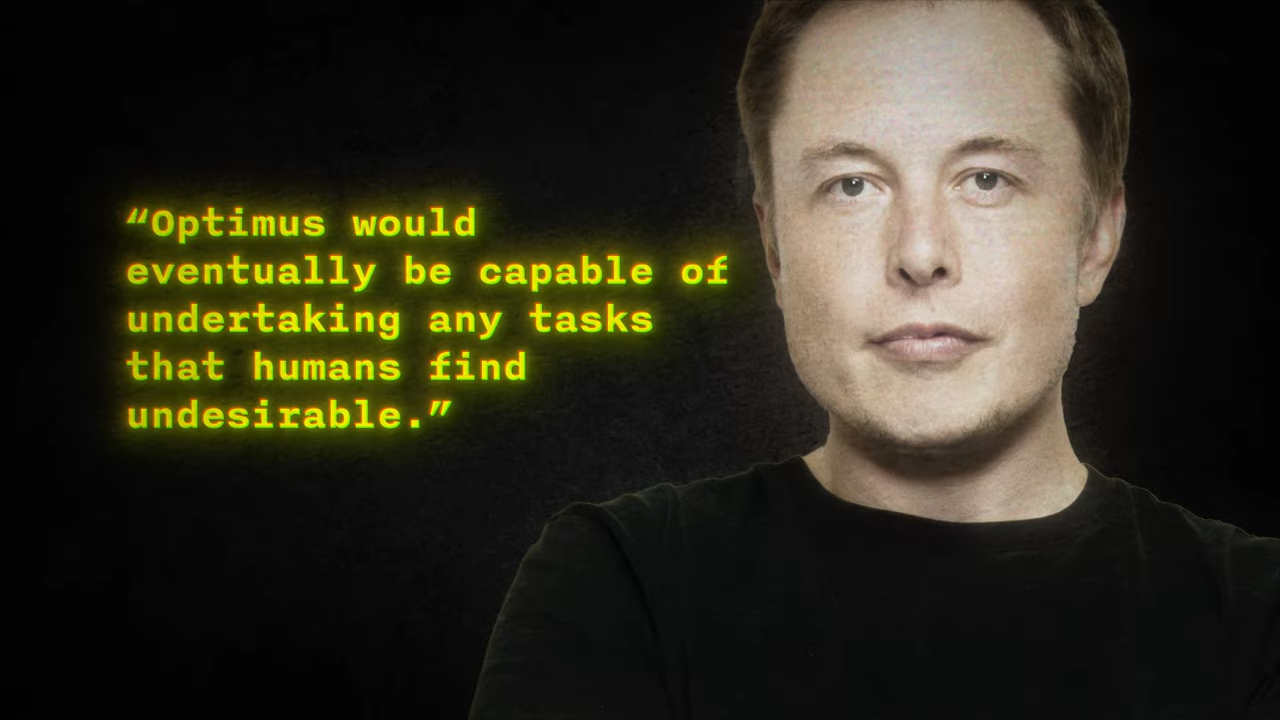 “Optimus would
eventually be capable of
undertaking any tasks
that humans find
undesirable.”